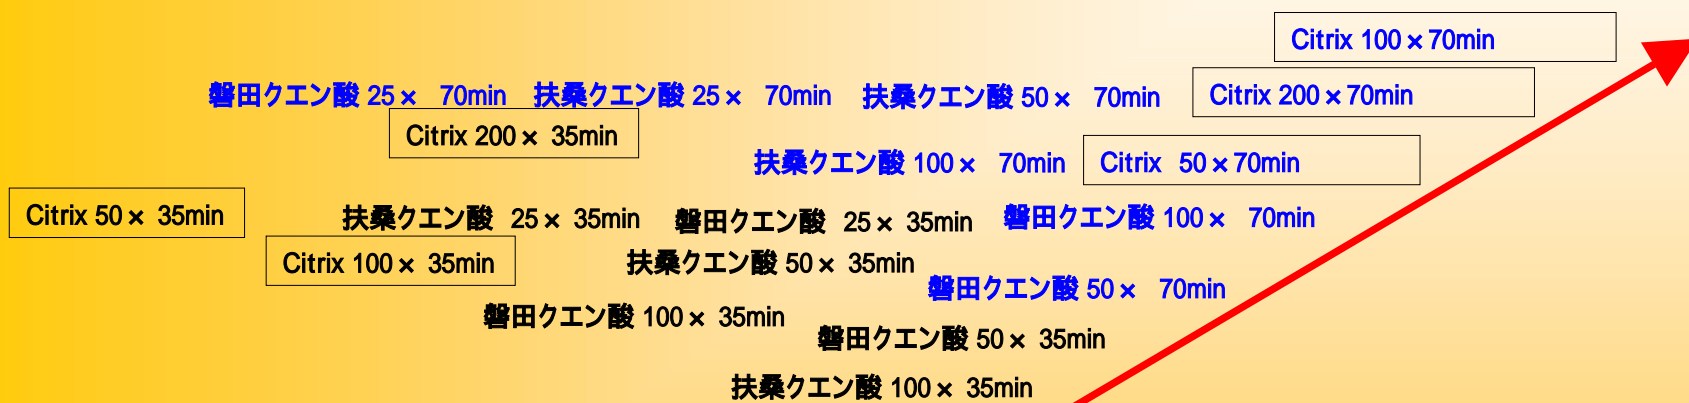 Citrix 100×70min
磐田クエン酸 25× 70min 扶桑クエン酸 25× 70min 扶桑クエン酸 50× 70min Citrix 200×70min
Citrix 200× 35min
扶桑クエン酸 100× 70min Citrix 50×70min
Citrix 50× 35min 扶桑クエン酸 25× 35min 磐田クエン酸 25× 35min 磐田クエン酸 100× 70min
Citrix 100× 35min 扶桑クエン酸 50× 35min
磐田クエン酸 50× 70min
磐田クエン酸 100× 35min
磐田クエン酸 50× 35min
扶桑クエン酸 100× 35min